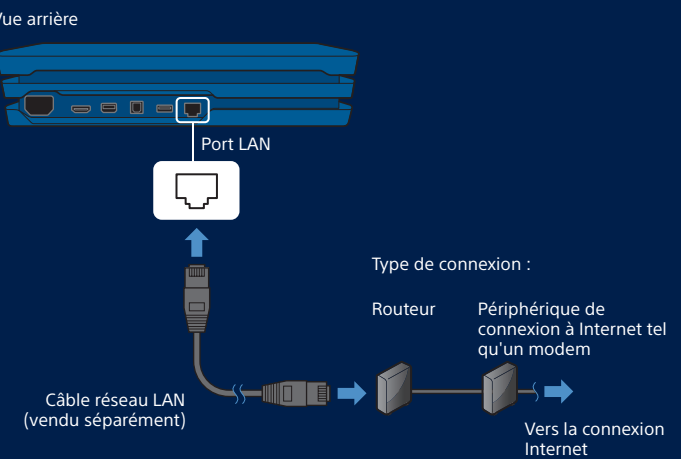 Vue arrière
Port LAN
Type de connexion :
Routeur
Périphérique de
connexion à Internet tel
qu'un modem
Câble réseau LAN
(vendu séparément)
Vers la connexion
Internet